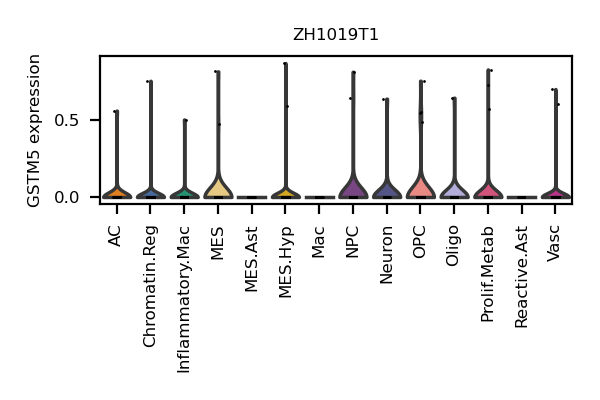 ZH1019T1
GSTM5 expression
0.5
0.0
AC
Chromatin.Reg
Inflammatory.Mac
MES
MES.Ast
MES.Hyp
Mac
NPC
Neuron
OPC
Oligo
Prolif.Metab
Reactive.Ast
Vasc